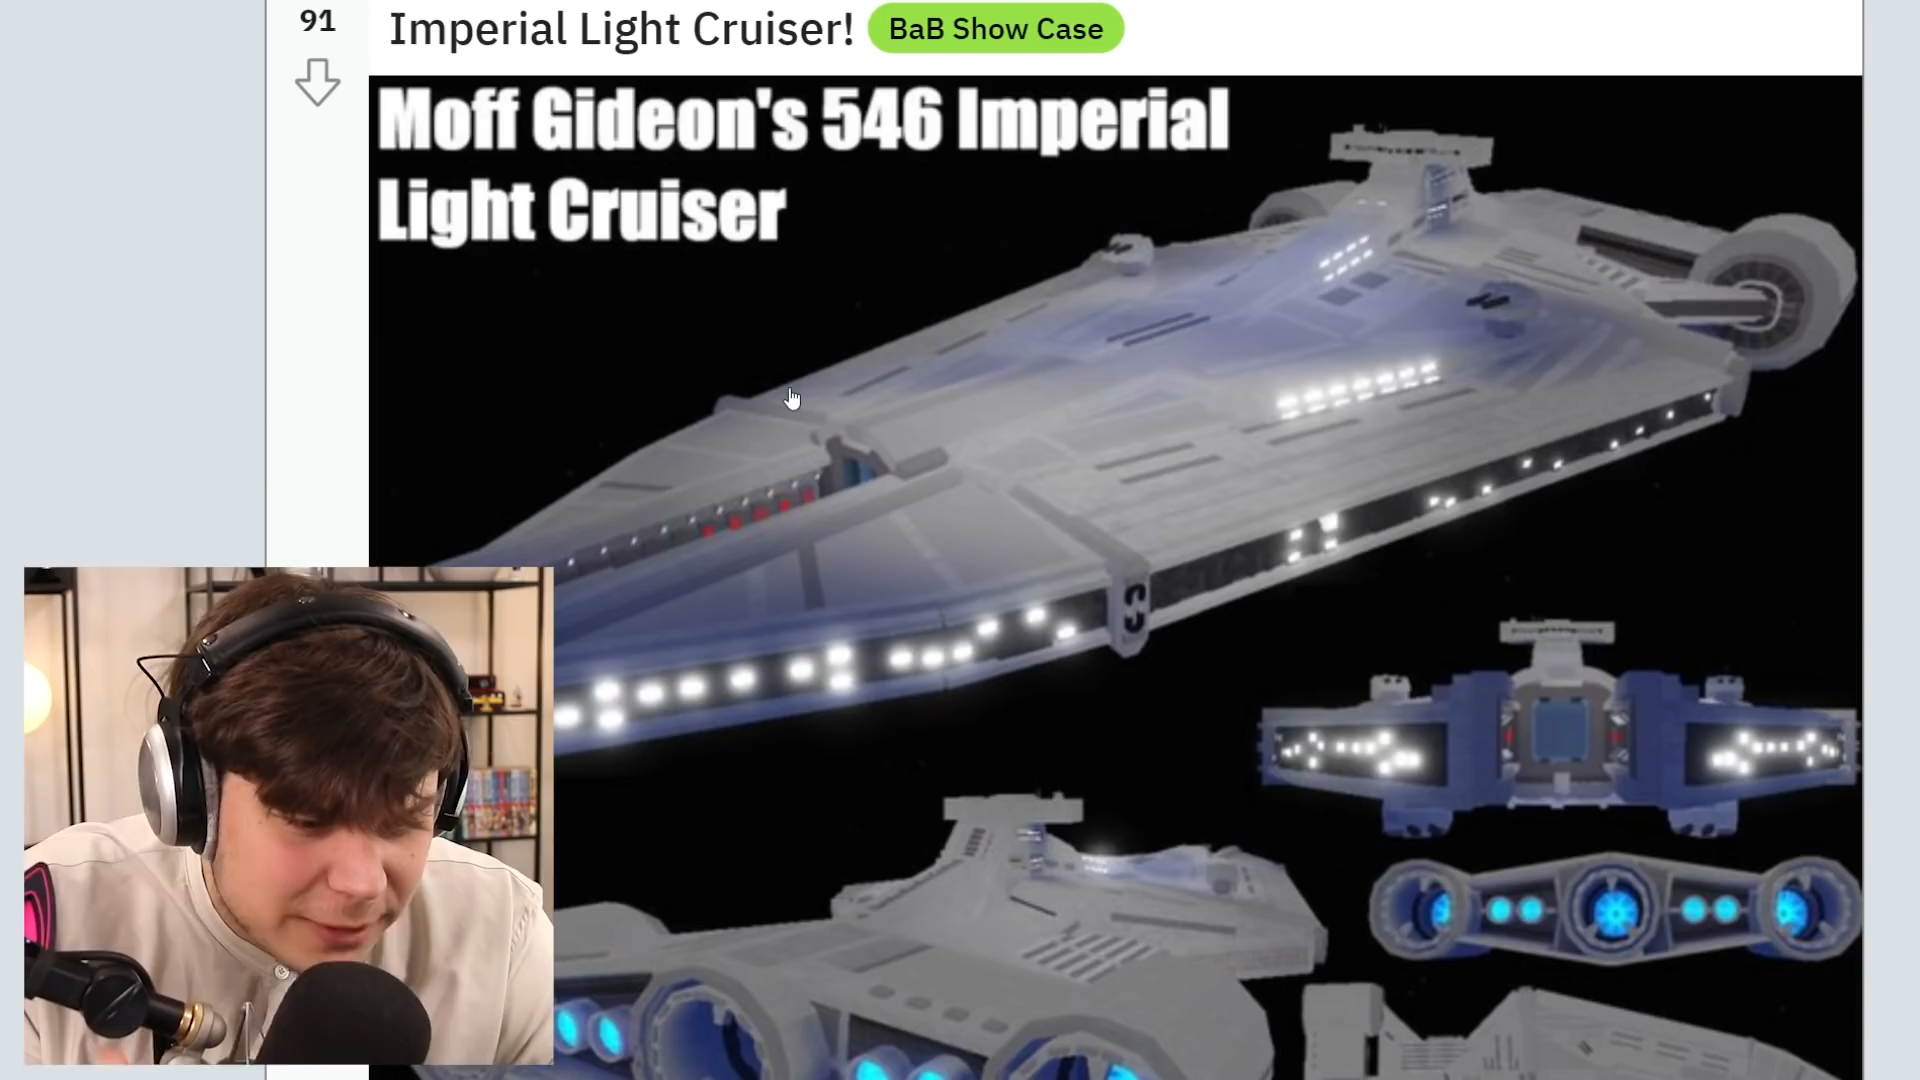 91
Imperial Light Cruiser!
BaB Show Case
Moff Gideon's 546 Imperial
Light Cruiser